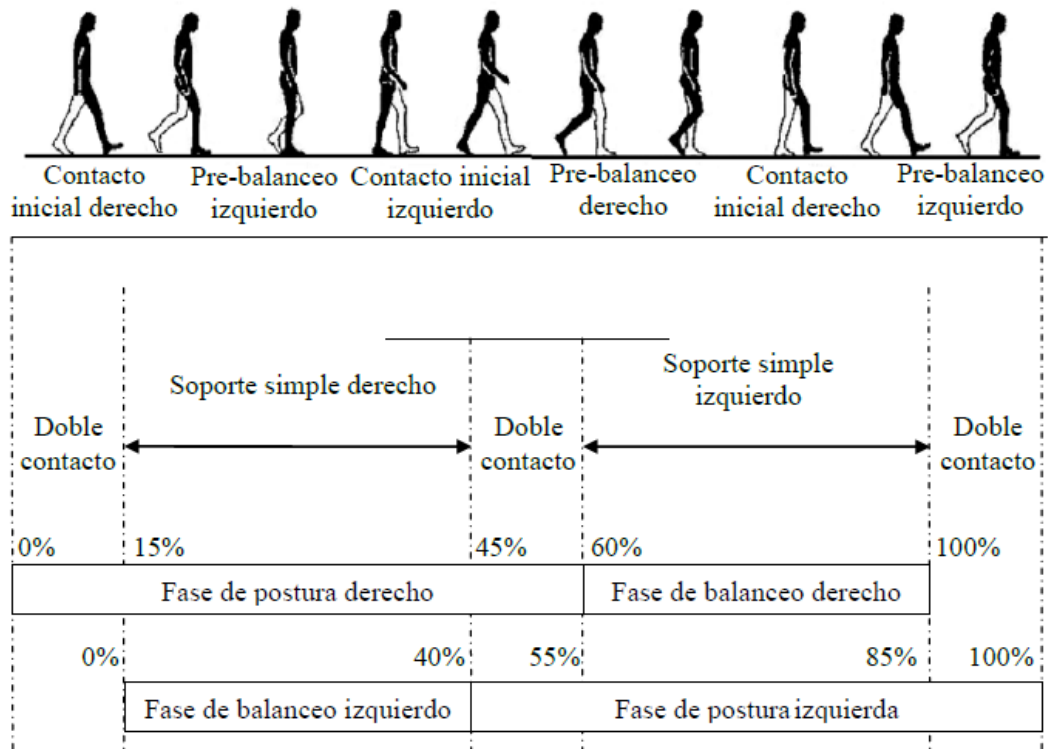 Contacto
inicial derecho
Pre-balanceo
izquierdo
Contacto inicial
izquierdo
Pre-balanceo
derecho
Contacto
inicial derecho
Pre-balanceo
izquierdo
Soporte simple derecho
Soporte simple
izquierdo
Doble
contacto
Doble
contacto
Doble
contacto
0% 15% 45% 60% 100%
Fase de postura derecho Fase de balanceo derecho
0% 40% 55% 85% 100%
Fase de balanceo izquierdo Fase de postura izquierda